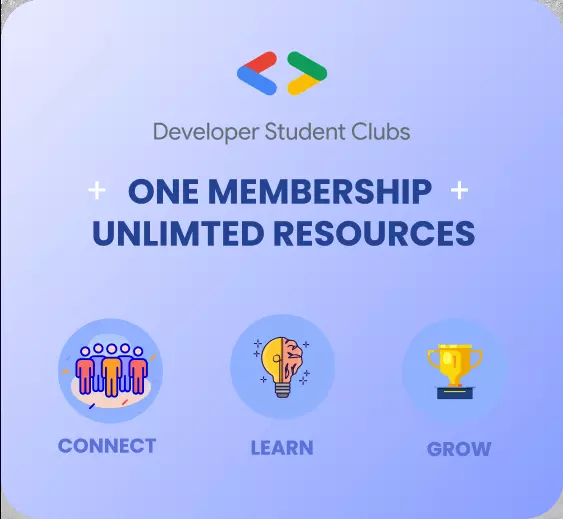 Developer Student Clubs
+ ONE MEMBERSHIP +
UNLIMTED RESOURCES
CONNECT
LEARN
GROW